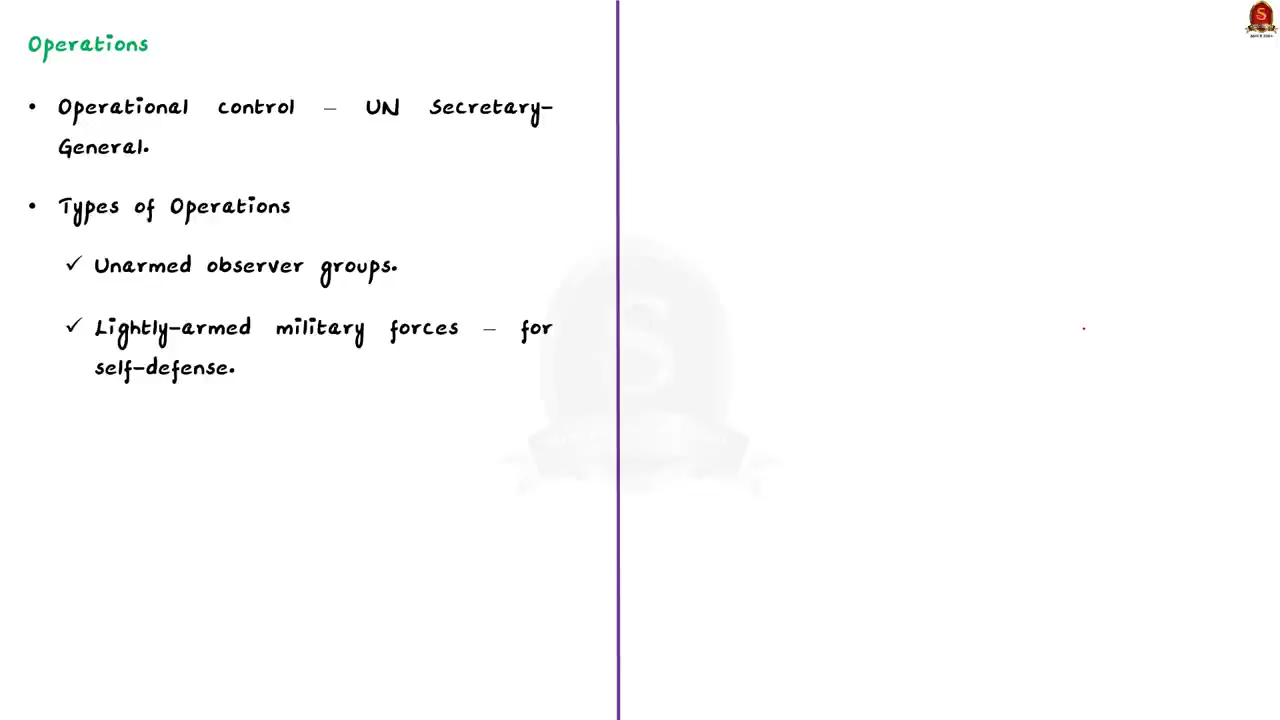 Operations
• Operational control – UN Secretary-
General.
• Types of Operations
✓ Unarmed observer groups.
✓ Lightly-armed military forces – for
self-defense.
S